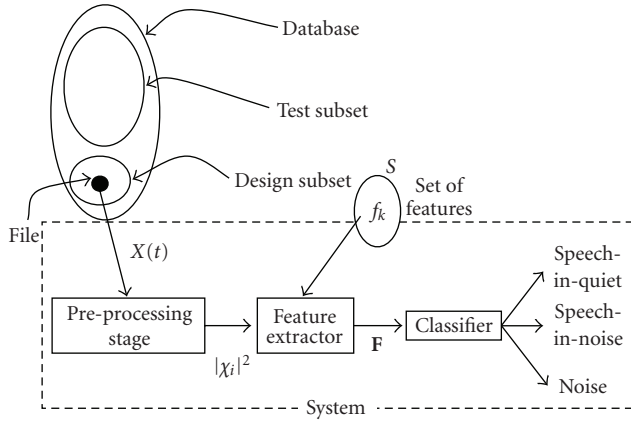 Database
Test subset
Design subset
S
Set of
features
f_k
File
X(t)
Speech-
in-quiet
Pre-processing
stage
Feature
extractor
Classifier
Speech-
in-noise
|χ_i|^2
F
Noise
System